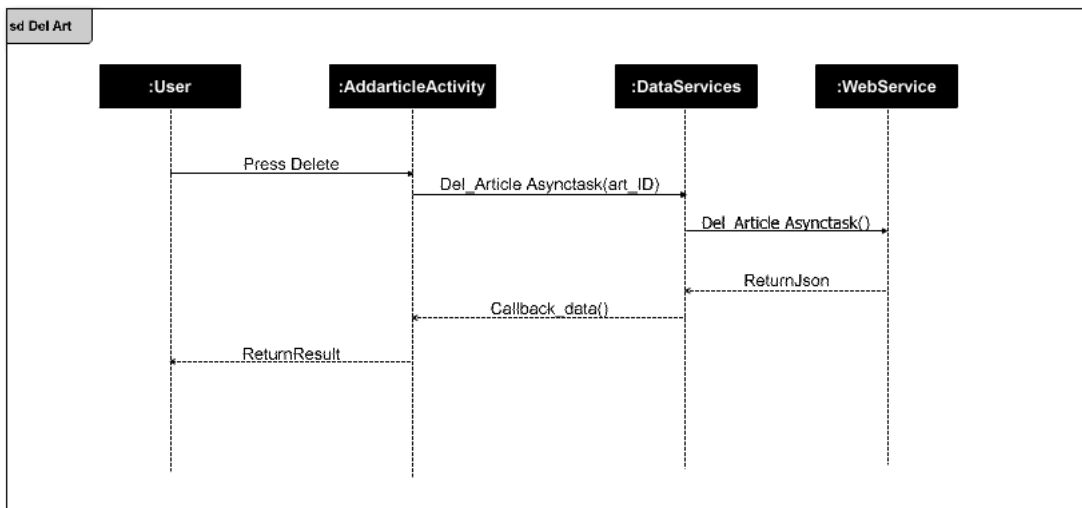 sd Del Art
:User
:AddarticleActivity
:DataServices
:WebService
Press Delete
Del_Article Asynctask(art_ID)
Del_Article Asynctask()
ReturnJson
Callback_data()
ReturnResult